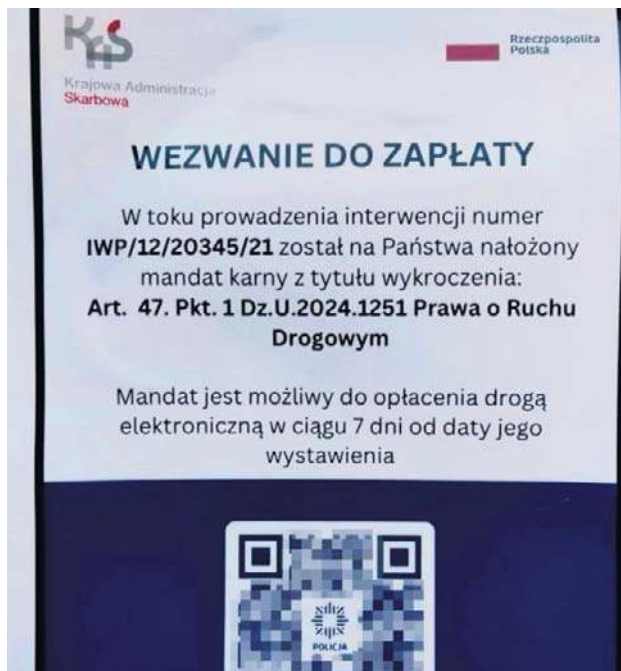 KAS
Krajowa Administracja
Skarbowa
Rzeczpospolita
Polska
WEZWANIE DO ZAPŁATY
W toku prowadzenia interwencji numer
IWP/12/20345/21 został na Państwa nałożony
mandat karny z tytułu wykroczenia:
Art. 47. Pkt. 1 Dz.U.2024.1251 Prawa o Ruchu
Drogowym
Mandat jest możliwy do opłacenia drogą
elektroniczną w ciągu 7 dni od daty jego
wystawienia
POLICJA